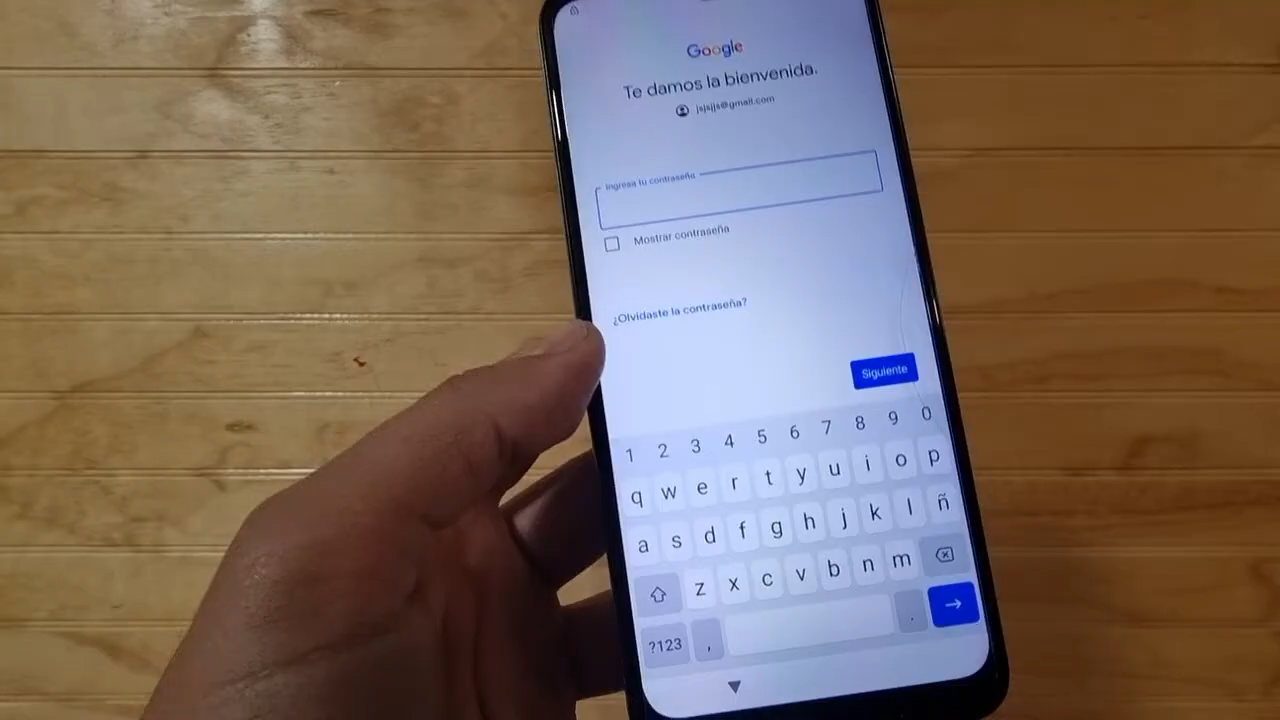 Google
Te damos la bienvenida.
jsjsjjs@gmail.com
Ingresa tu contraseña
Mostrar contraseña
¿Olvidaste la contraseña?
Siguiente
1 2 3 4 5 6 7 8 9 0
q w e r t y u i o p
a s d f g h j k l ñ
z x c v b n m
?123 , .